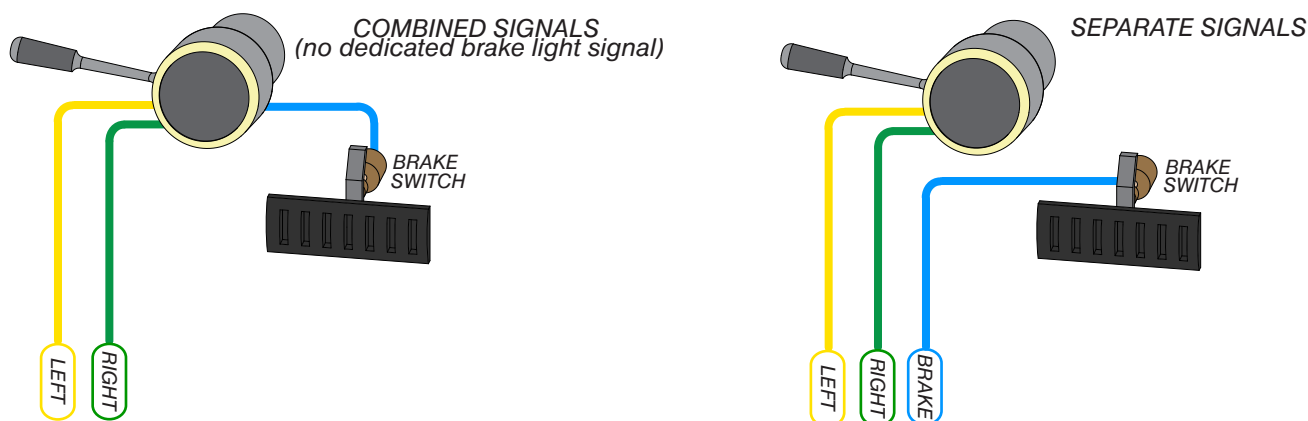 COMBINED SIGNALS
(no dedicated brake light signal)
BRAKE
SWITCH
LEFT
RIGHT
SEPARATE SIGNALS
BRAKE
SWITCH
LEFT
RIGHT
BRAKE